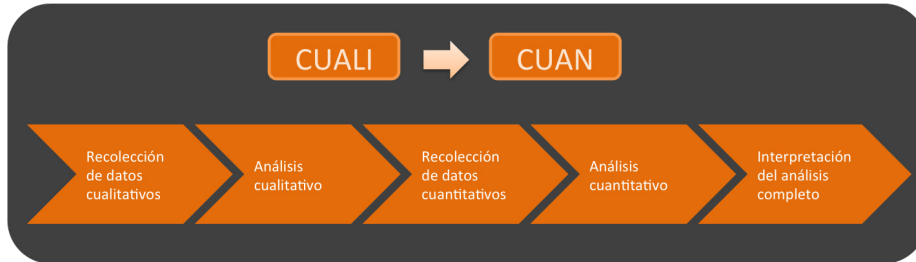 CUALI
CUAN
Recolección
de datos
cualitativos
Análisis
cualitativo
Recolección
de datos
cuantitativos
Análisis
cuantitativo
Interpretación
del análisis
completo